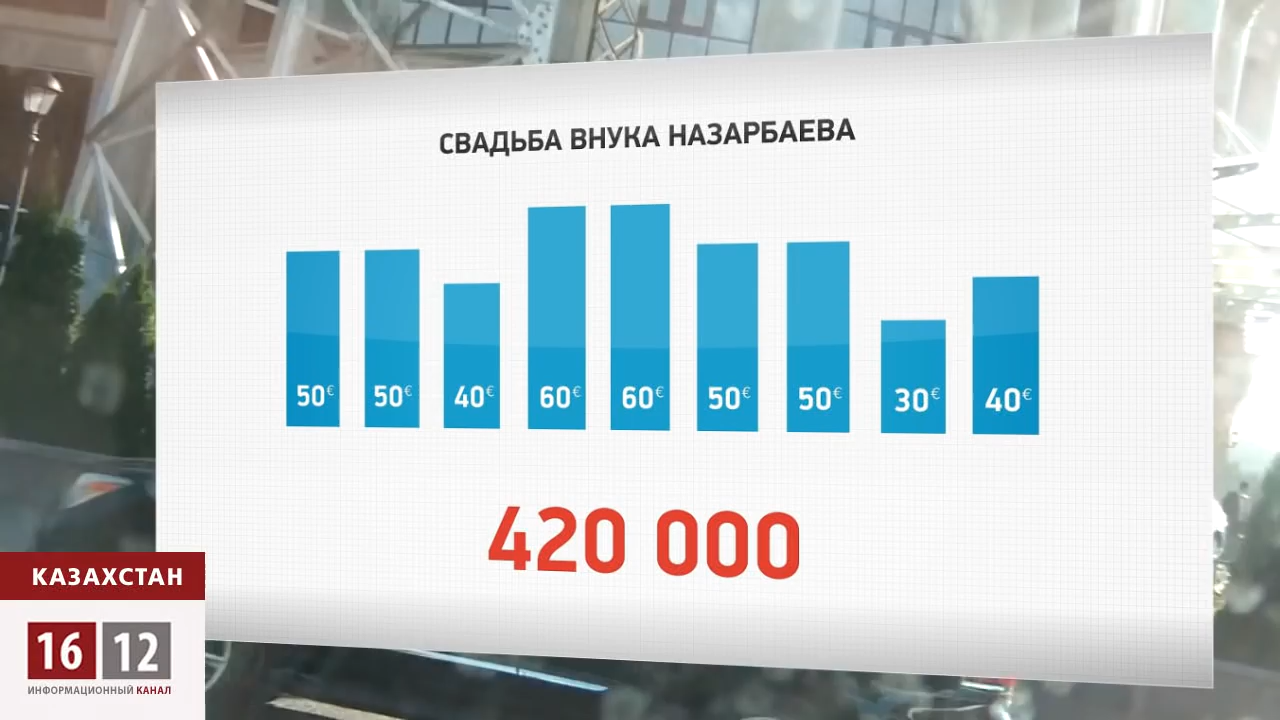 СВАДЬБА ВНУКА НАЗАРБАЕВА
50€ 50€ 40€ 60€ 60€ 50€ 50€ 30€ 40€
420 000
КАЗАХСТАН
16 12
ИНФОРМАЦИОННЫЙ КАНАЛ